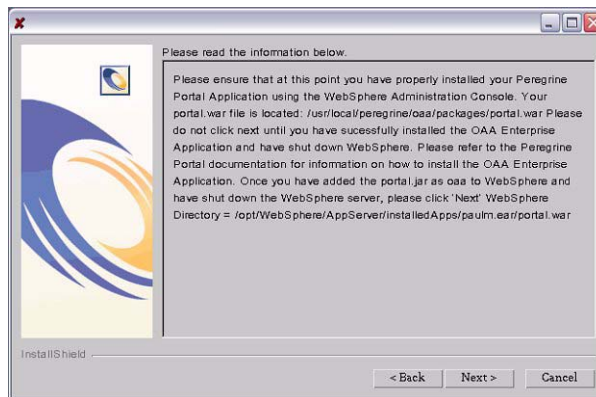 Please read the information below.
Please ensure that at this point you have properly installed your Peregrine
Portal Application using the WebSphere Administration Console. Your
portal.war file is located: /usr/local/peregrine/oaa/packages/portal.war Please
do not click next until you have sucessfully installed the OAA Enterprise
Application and have shut down WebSphere. Please refer to the Peregrine
Portal documentation for information on how to install the OAA Enterprise
Application. Once you have added the portal.jar as oaa to WebSphere and
have shut down the WebSphere server, please click 'Next' WebSphere
Directory = /opt/WebSphere/AppServer/installedApps/paulm.ear/portal.war
InstallShield
< Back Next > Cancel